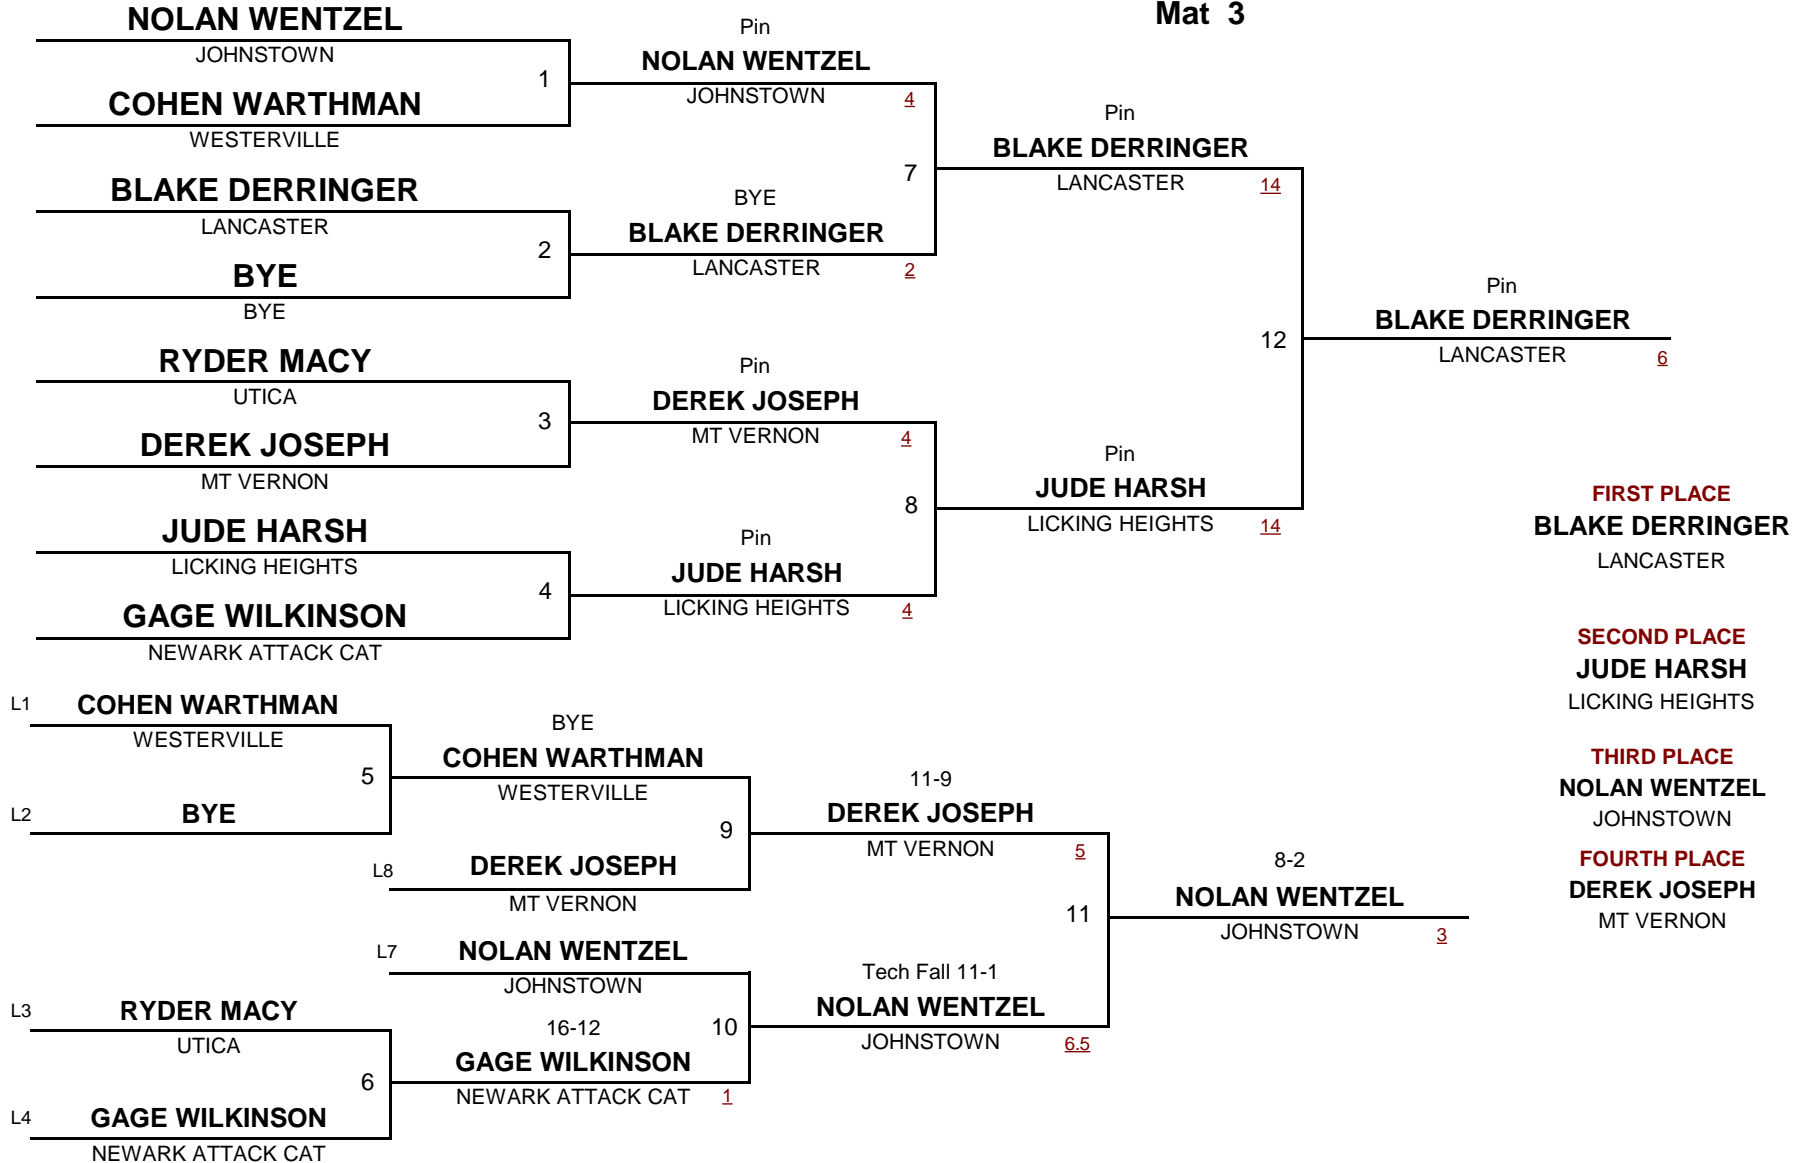 Mat 3
NOLAN WENTZEL
JOHNSTOWN
1
COHEN WARTHMAN
WESTERVILLE
BLAKE DERRINGER
LANCASTER
2
BYE
BYE
RYDER MACY
UTICA
3
DEREK JOSEPH
MT VERNON
JUDE HARSH
LICKING HEIGHTS
4
GAGE WILKINSON
NEWARK ATTACK CAT
Pin
NOLAN WENTZEL
JOHNSTOWN 4
7
BYE
BLAKE DERRINGER
LANCASTER 2
Pin
DEREK JOSEPH
MT VERNON 4
8
Pin
JUDE HARSH
LICKING HEIGHTS 4
Pin
BLAKE DERRINGER
LANCASTER 14
12
Pin
JUDE HARSH
LICKING HEIGHTS 14
Pin
BLAKE DERRINGER
LANCASTER 6
FIRST PLACE
BLAKE DERRINGER
LANCASTER
SECOND PLACE
JUDE HARSH
LICKING HEIGHTS
THIRD PLACE
NOLAN WENTZEL
JOHNSTOWN
FOURTH PLACE
DEREK JOSEPH
MT VERNON
L1 COHEN WARTHMAN
WESTERVILLE
5
L2 BYE
L3 RYDER MACY
UTICA
6
L4 GAGE WILKINSON
NEWARK ATTACK CAT
BYE
COHEN WARTHMAN
WESTERVILLE
9
L8 DEREK JOSEPH
MT VERNON
L7 NOLAN WENTZEL
JOHNSTOWN
10
16-12
GAGE WILKINSON
NEWARK ATTACK CAT 1
11-9
DEREK JOSEPH
MT VERNON 5
11
Tech Fall 11-1
NOLAN WENTZEL
JOHNSTOWN 6.5
8-2
NOLAN WENTZEL
JOHNSTOWN 3